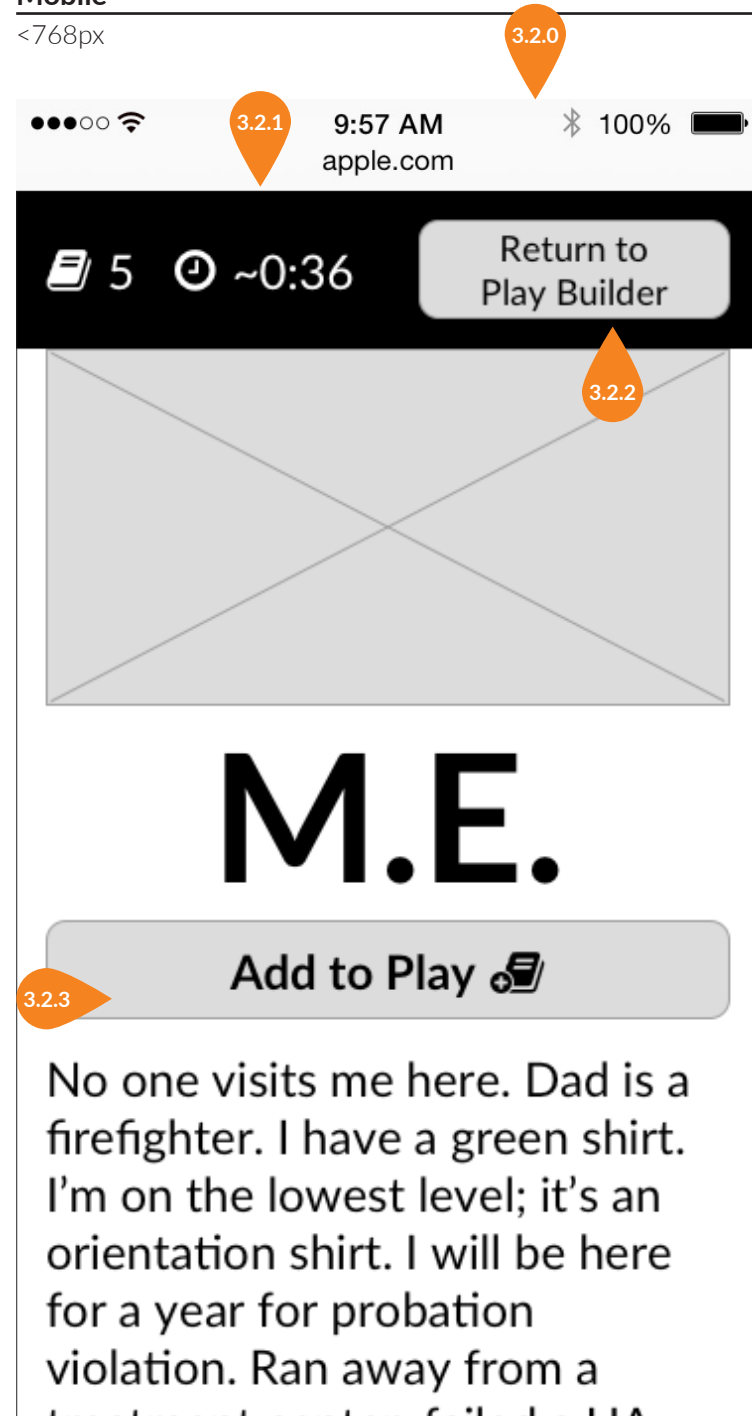 Mobile
<768px
3.2.0
3.2.1
9:57 AM
100%
apple.com
5
~0:36
Return to
Play Builder
3.2.2
M.E.
Add to Play
3.2.3
No one visits me here. Dad is a
firefighter. I have a green shirt.
I’m on the lowest level; it’s an
orientation shirt. I will be here
for a year for probation
violation. Ran away from a